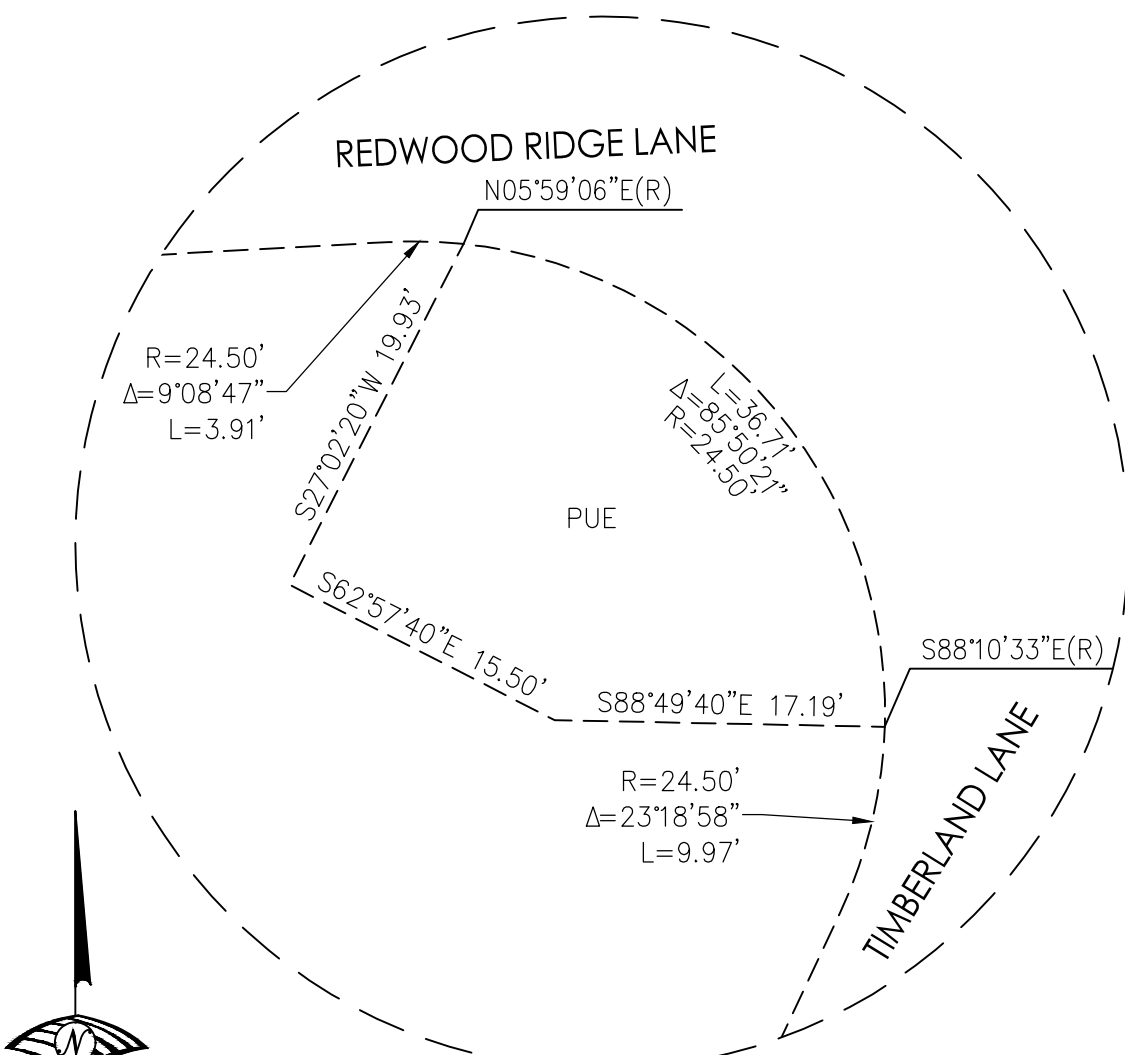 REDWOOD RIDGE LANE
N05°59'06"E(R)
R=24.50'
Δ=9°08'47"
L=3.91'
S27°02'20"W 19.93'
L=36.71'
Δ=85°50'21"
R=24.50'
PUE
S62°57'40"E 15.50'
S88°49'40"E 17.19'
S88°10'33"E(R)
R=24.50'
Δ=23°18'58"
L=9.97'
TIMBERLAND LANE
N